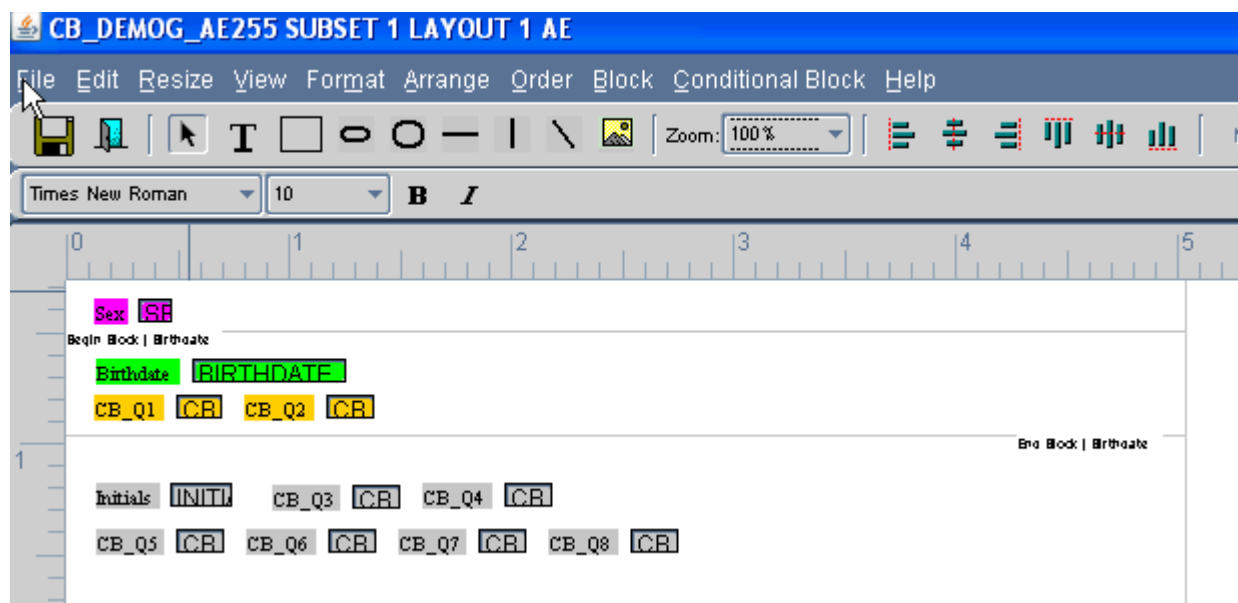 CB_DEMOG_AE255 SUBSET 1 LAYOUT 1 AE
File Edit Resize View Format Arrange Order Block Conditional Block Help
T Zoom: 100%
Times New Roman 10 B I
0 1 2 3 4 5
Sex SE
Begin Block | Birthdate
Birthdate BIRTHDATE
CB_Q1 CB CB_Q2 CB
End Block | Birthdate
1
Initials INITI CB_Q3 CB CB_Q4 CB
CB_Q5 CB CB_Q6 CB CB_Q7 CB CB_Q8 CB